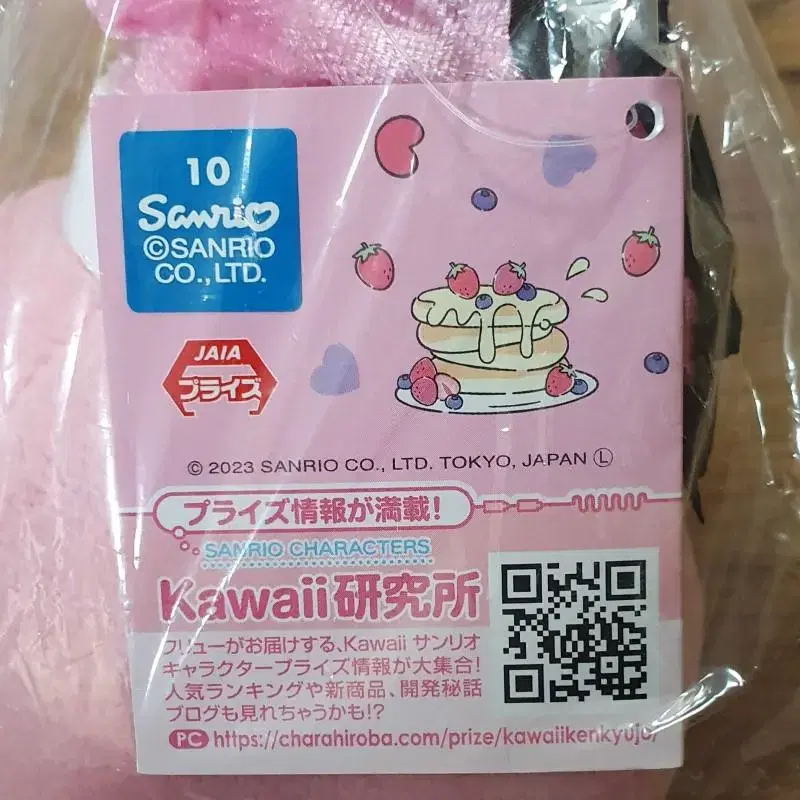 10
Sanrio
©SANRIO
CO.,LTD.
JAIA
プライズ
© 2023 SANRIO CO., LTD. TOKYO, JAPAN Ⓛ
プライズ情報が満載!
SANRIO CHARACTERS
Kawaii研究所
フリューがお届けする、Kawaii サンリオ
キャラクタープライズ情報が大集合!
人気ランキングや新商品、開発秘話
ブログも見れちゃうかも!?
PC https://charahiroba.com/prize/kawaiikenkyujo/